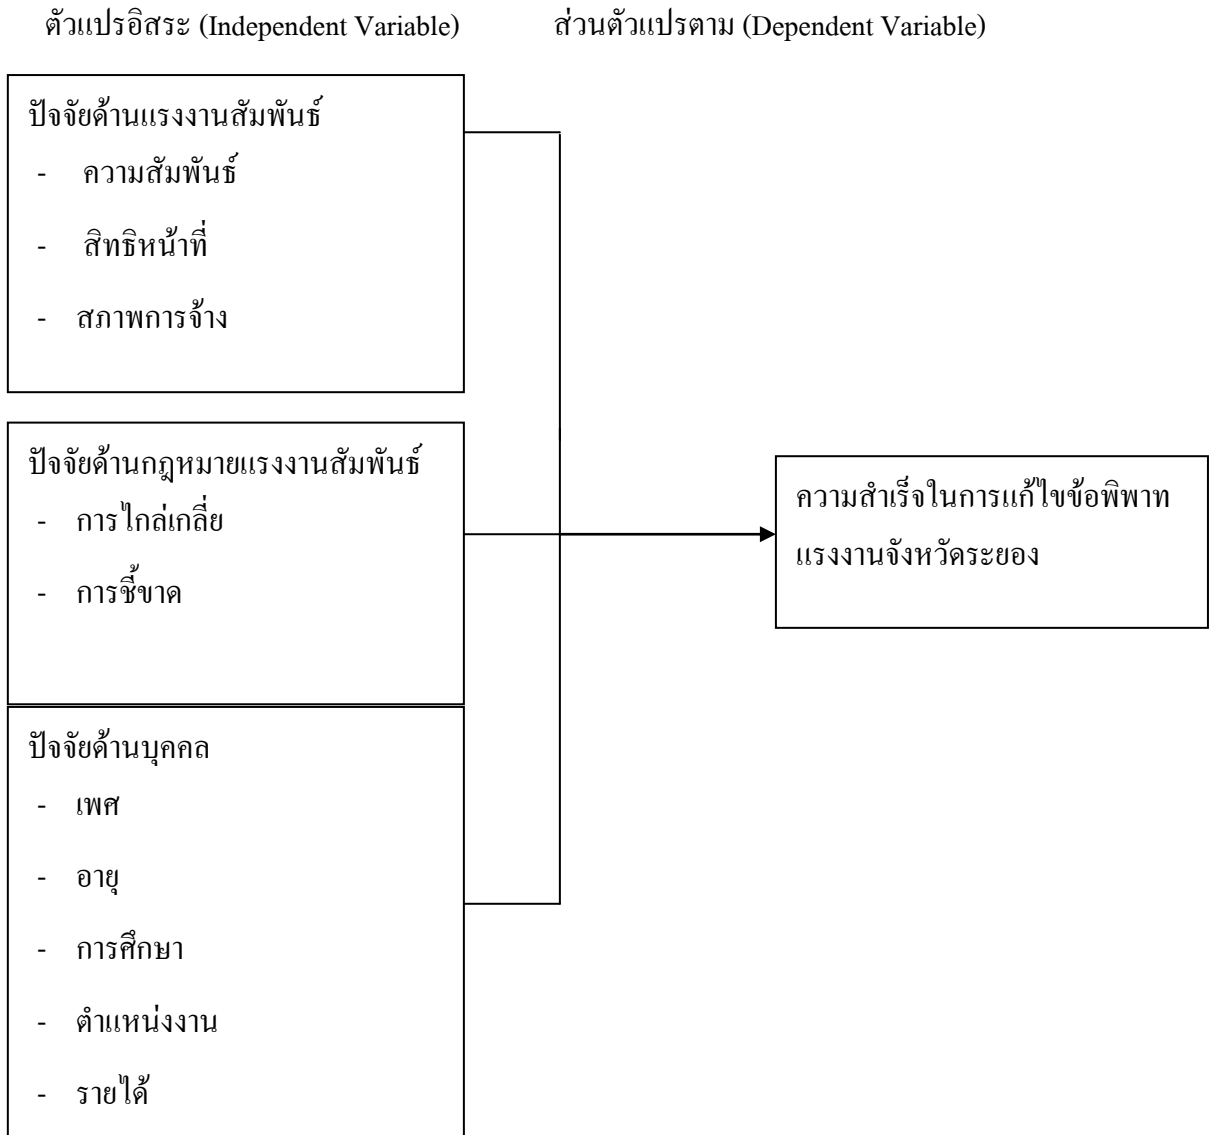 ตัวแปรอิสระ (Independent Variable) ส่วนตัวแปรตาม (Dependent Variable)
ปัจจัยด้านแรงงานสัมพันธ์
- ความสัมพันธ์
- สิทธิหน้าที่
- สภาพการจ้าง
ปัจจัยด้านกฎหมายแรงงานสัมพันธ์
- การไกล่เกลี่ย
- การชี้ขาด
ปัจจัยด้านบุคคล
- เพศ
- อายุ
- การศึกษา
- ตำแหน่งงาน
- รายได้
ความสำเร็จในการแก้ไขข้อพิพาท
แรงงานจังหวัดระยอง